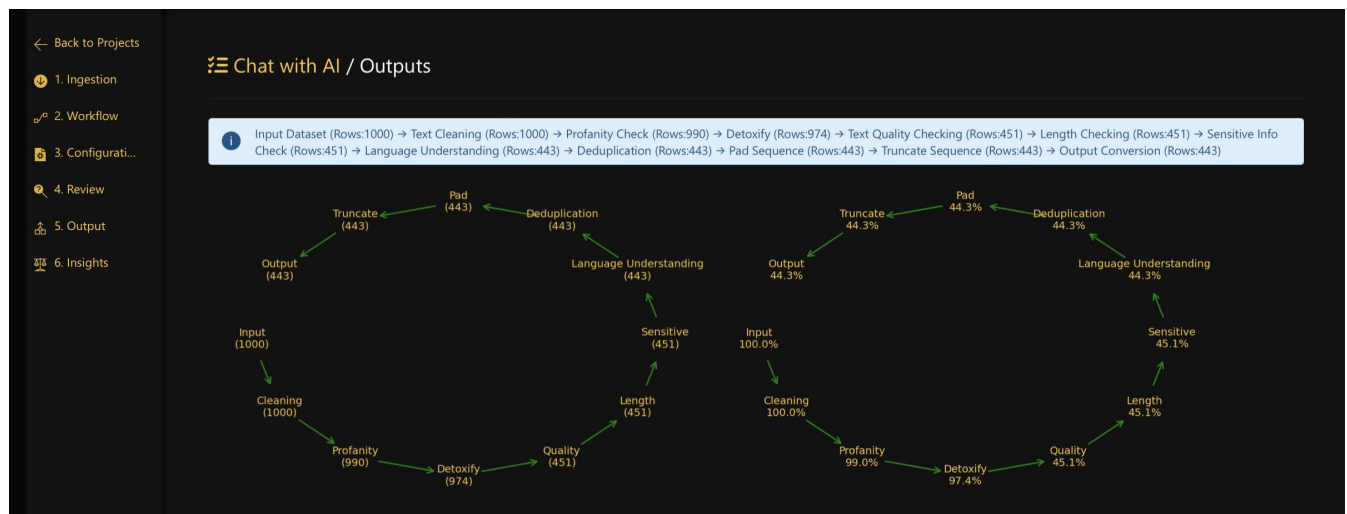 Back to Projects
1. Ingestion
2. Workflow
3. Configurati...
4. Review
5. Output
6. Insights
Chat with AI / Outputs
Input Dataset (Rows:1000) → Text Cleaning (Rows:1000) → Profanity Check (Rows:990) → Detoxify (Rows:974) → Text Quality Checking (Rows:451) → Length Checking (Rows:451) → Sensitive Info
Check (Rows:451) → Language Understanding (Rows:443) → Deduplication (Rows:443) → Pad Sequence (Rows:443) → Truncate Sequence (Rows:443) → Output Conversion (Rows:443)
Pad
(443)
Truncate
(443)
Deduplication
(443)
Output
(443)
Language Understanding
(443)
Input
(1000)
Sensitive
(451)
Cleaning
(1000)
Length
(451)
Profanity
(990)
Quality
(451)
Detoxify
(974)
Pad
44.3%
Truncate
44.3%
Deduplication
44.3%
Output
44.3%
Language Understanding
44.3%
Input
100.0%
Sensitive
45.1%
Cleaning
100.0%
Length
45.1%
Profanity
99.0%
Quality
45.1%
Detoxify
97.4%